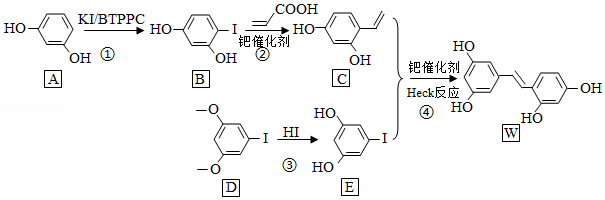 HO OH A
KI/BTPPC ①
HO I OH B
COOH 钯催化剂 ②
HO HO C
O O I D
HI ③
HO HO I E
钯催化剂 Heck反应 ④
HO HO HO OH W